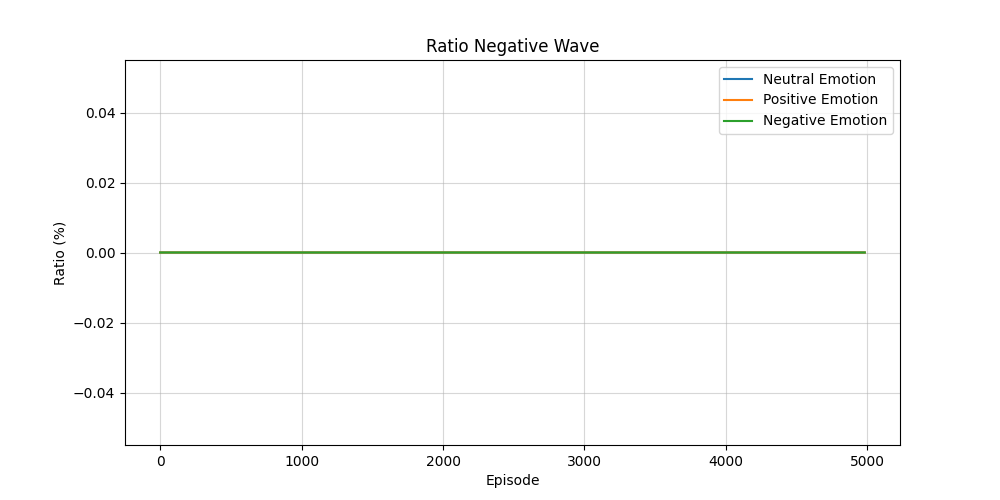 Ratio Negative Wave
Neutral Emotion
Positive Emotion
Negative Emotion
0.04
0.02
0.00
−0.02
−0.04
Ratio (%)
0 1000 2000 3000 4000 5000
Episode